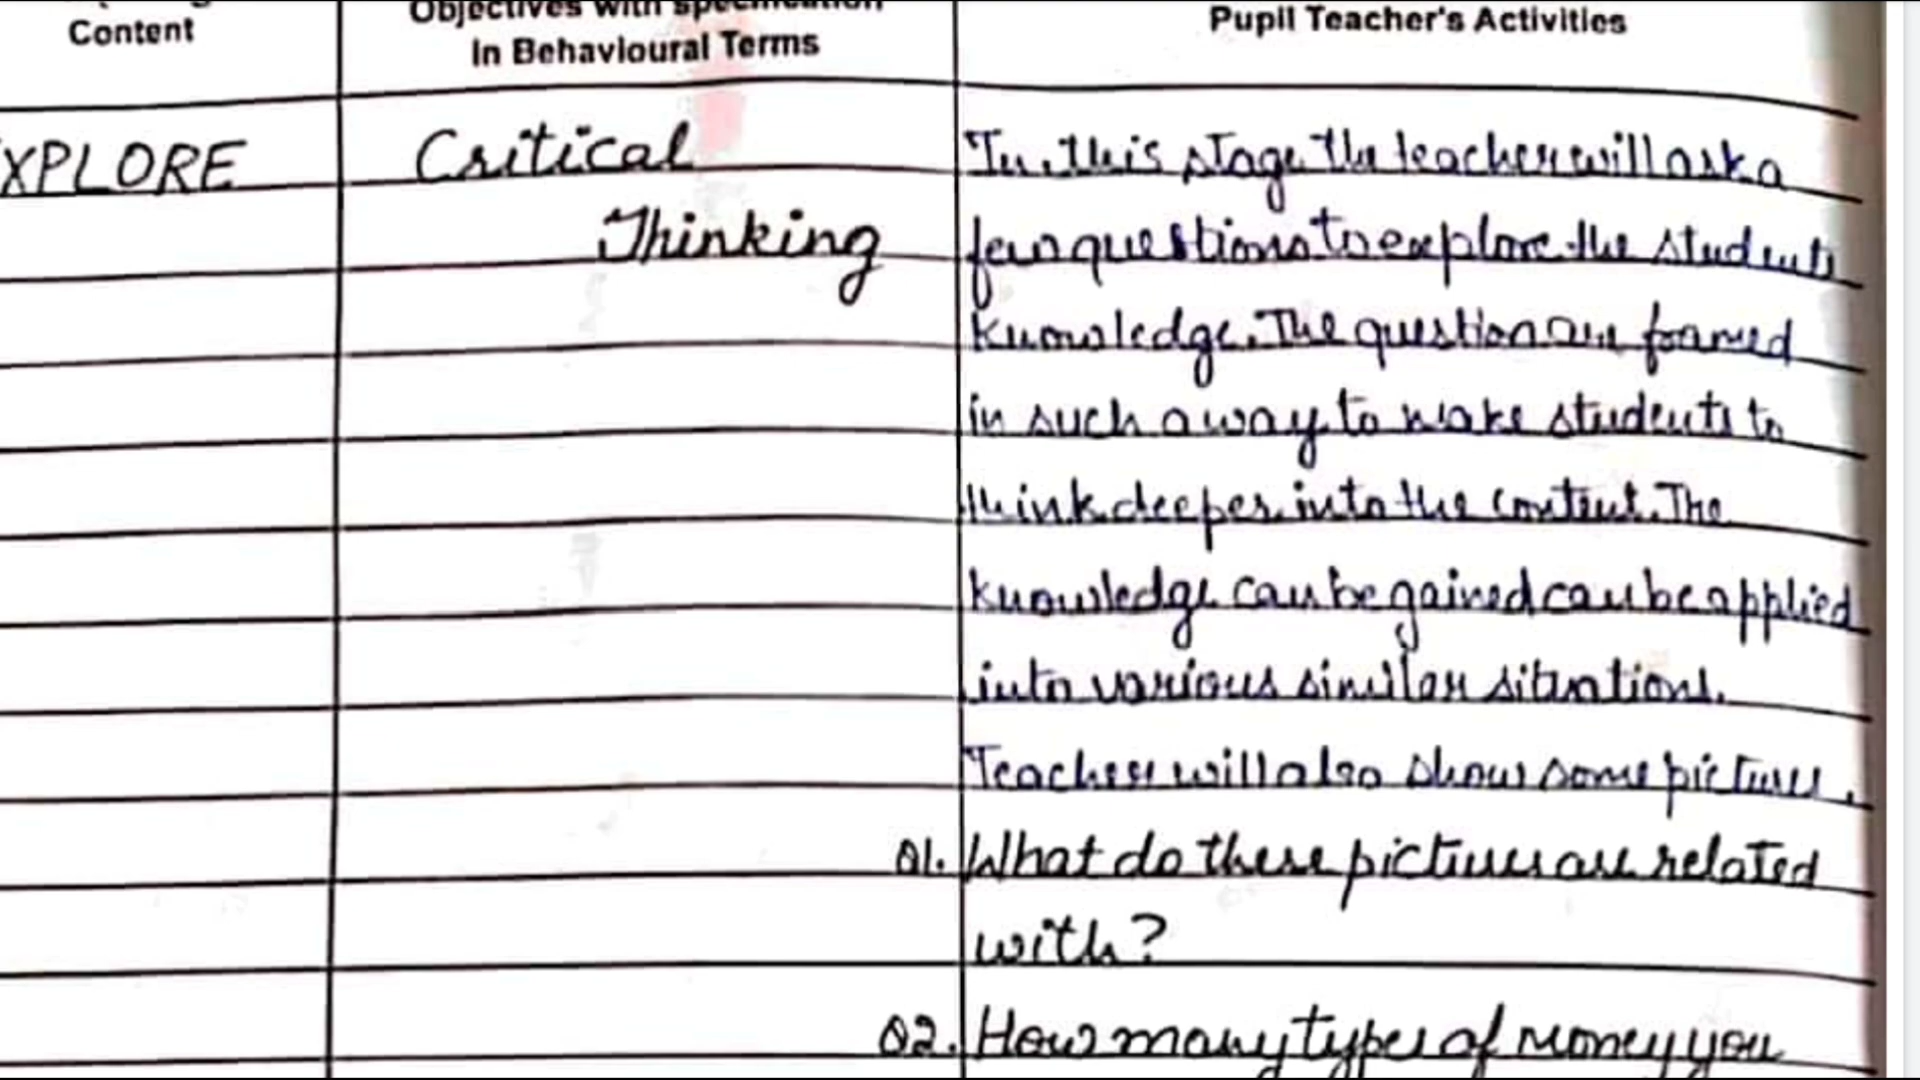 Content
Objectives with specification
in Behavioural Terms
Pupil Teacher's Activities
XPLORE
Critical
Thinking
In this stage the teacher will ask a
few questions to explore the students
knowledge. The question are foamed
in such a way to make students to
think deeper into the content. The
knowledge can be gained can be applied
into various similar situations.
Teacher will also show some picture.
Q1. What do these pictures are related
with?
Q2. How many types of money you